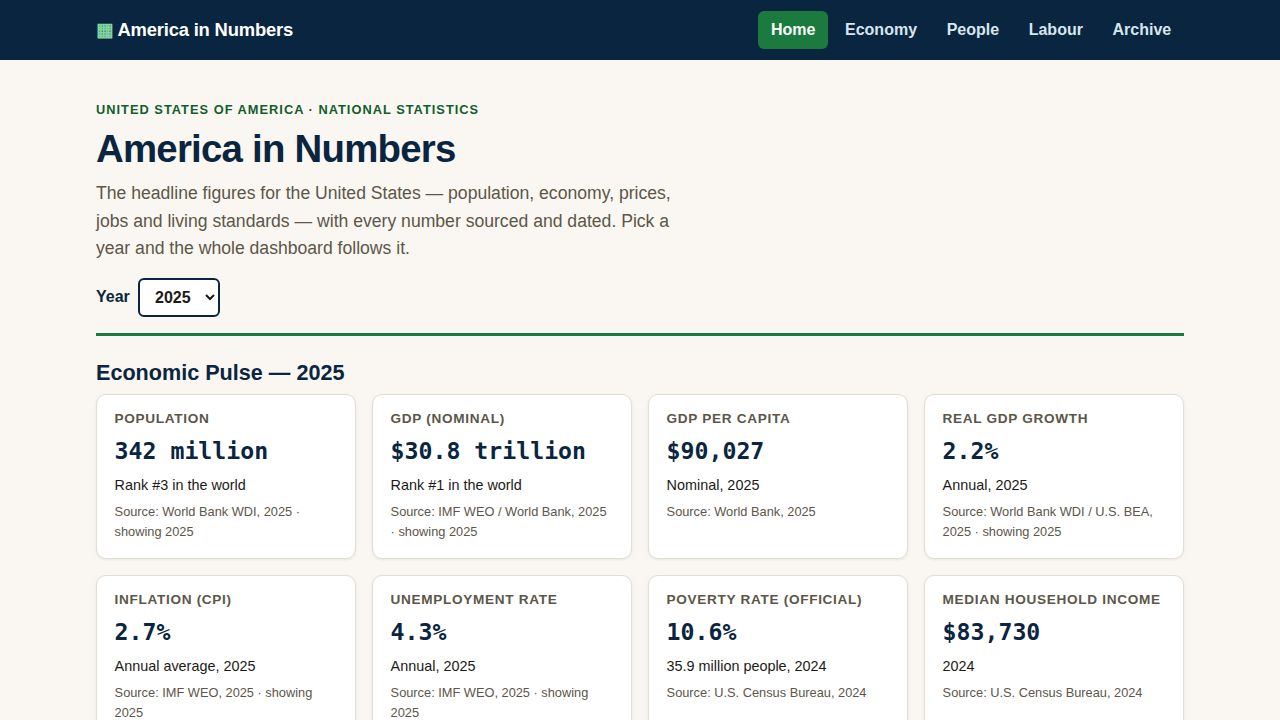 America in Numbers
Home Economy People Labour Archive
UNITED STATES OF AMERICA · NATIONAL STATISTICS
America in Numbers
The headline figures for the United States — population, economy, prices,
jobs and living standards — with every number sourced and dated. Pick a
year and the whole dashboard follows it.
Year 2025
Economic Pulse — 2025
POPULATION
342 million
Rank #3 in the world
Source: World Bank WDI, 2025 ·
showing 2025
GDP (NOMINAL)
$30.8 trillion
Rank #1 in the world
Source: IMF WEO / World Bank, 2025
· showing 2025
GDP PER CAPITA
$90,027
Nominal, 2025
Source: World Bank, 2025
REAL GDP GROWTH
2.2%
Annual, 2025
Source: World Bank WDI / U.S. BEA,
2025 · showing 2025
INFLATION (CPI)
2.7%
Annual average, 2025
Source: IMF WEO, 2025 · showing
2025
UNEMPLOYMENT RATE
4.3%
Annual, 2025
Source: IMF WEO, 2025 · showing
2025
POVERTY RATE (OFFICIAL)
10.6%
35.9 million people, 2024
Source: U.S. Census Bureau, 2024
MEDIAN HOUSEHOLD INCOME
$83,730
2024
Source: U.S. Census Bureau, 2024